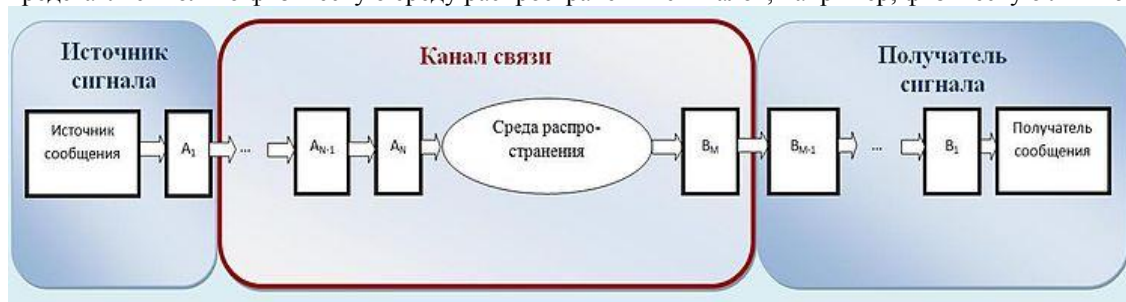 Источник
сигнала
Канал связи
Получатель
сигнала
Источник
сообщения
A1
...
AN-1
AN
Среда распро-
странения
BM
BM-1
...
B1
Получатель
сообщения